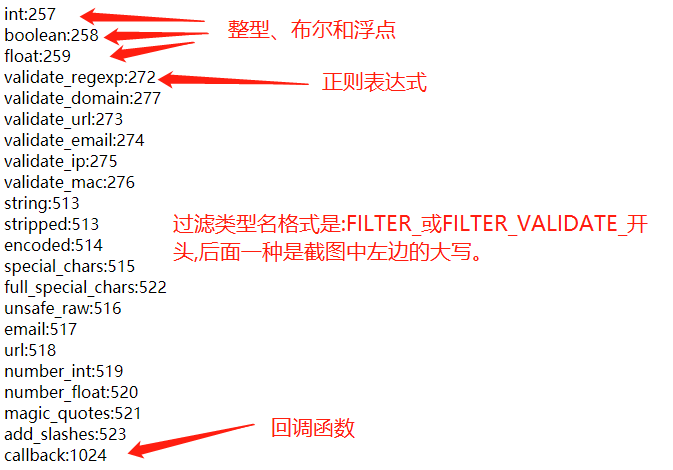 int:257
boolean:258
float:259
整型、布尔和浮点
validate_regexp:272
正则表达式
validate_domain:277
validate_url:273
validate_email:274
validate_ip:275
validate_mac:276
string:513
stripped:513
encoded:514
special_chars:515
full_special_chars:522
过滤类型名格式是:FILTER_或FILTER_VALIDATE_开
头,后面一种是截图中左边的大写。
unsafe_raw:516
email:517
url:518
number_int:519
number_float:520
magic_quotes:521
add_slashes:523
callback:1024
回调函数